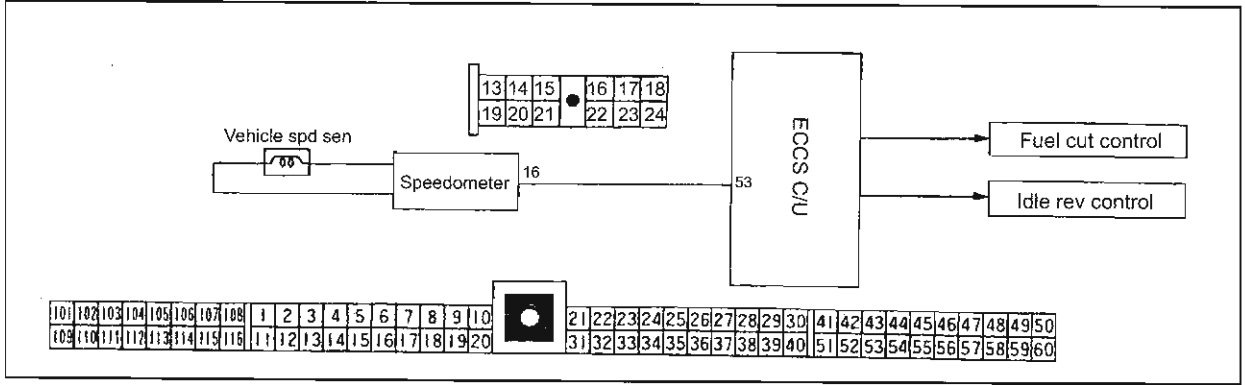 13 14 15 16 17 18
19 20 21 22 23 24
Vehicle spd sen
Speedometer
16
53
ECCS C/U
Fuel cut control
Idle rev control
101 102 103 104 105 106 107 108 1 2 3 4 5 6 7 8 9 10 21 22 23 24 25 26 27 28 29 30 41 42 43 44 45 46 47 48 49 50
109 110 111 112 113 114 115 116 11 12 13 14 15 16 17 18 19 20 31 32 33 34 35 36 37 38 39 40 51 52 53 54 55 56 57 58 59 60